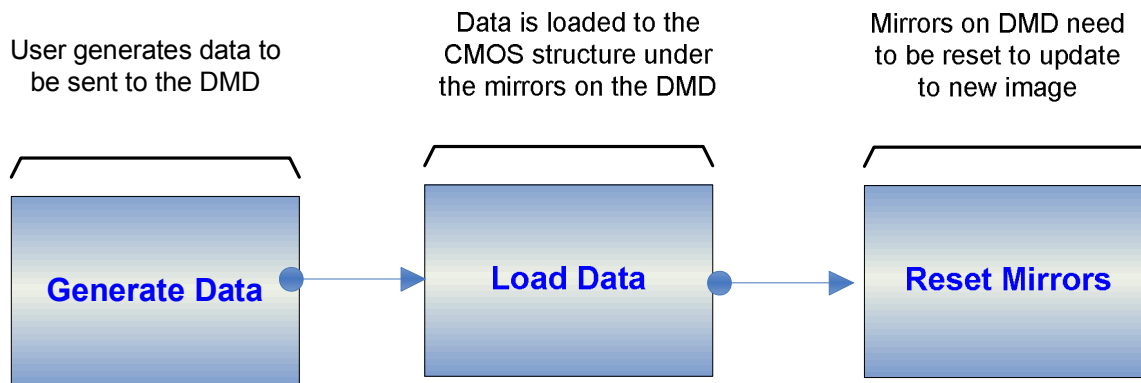 User generates data to
be sent to the DMD
Data is loaded to the
CMOS structure under
the mirrors on the DMD
Mirrors on DMD need
to be reset to update
to new image
Generate Data
Load Data
Reset Mirrors